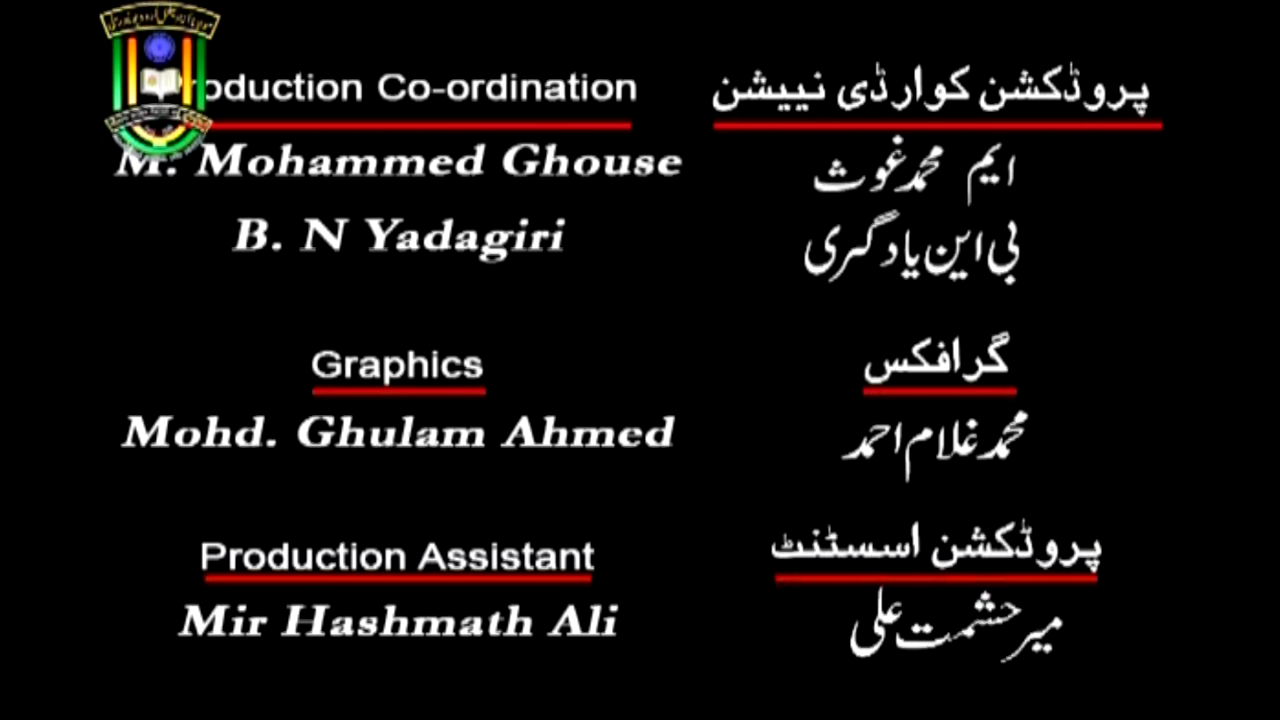 Production Co-ordination
پروڈکشن کوارڈی نییشن
M. Mohammed Ghouse
ایم محمد غوث
B. N Yadagiri
بی این یادگری
Graphics
گرافکس
Mohd. Ghulam Ahmed
محمد غلام احمد
Production Assistant
پروڈکشن اسسٹنٹ
Mir Hashmath Ali
میر حشمت علی